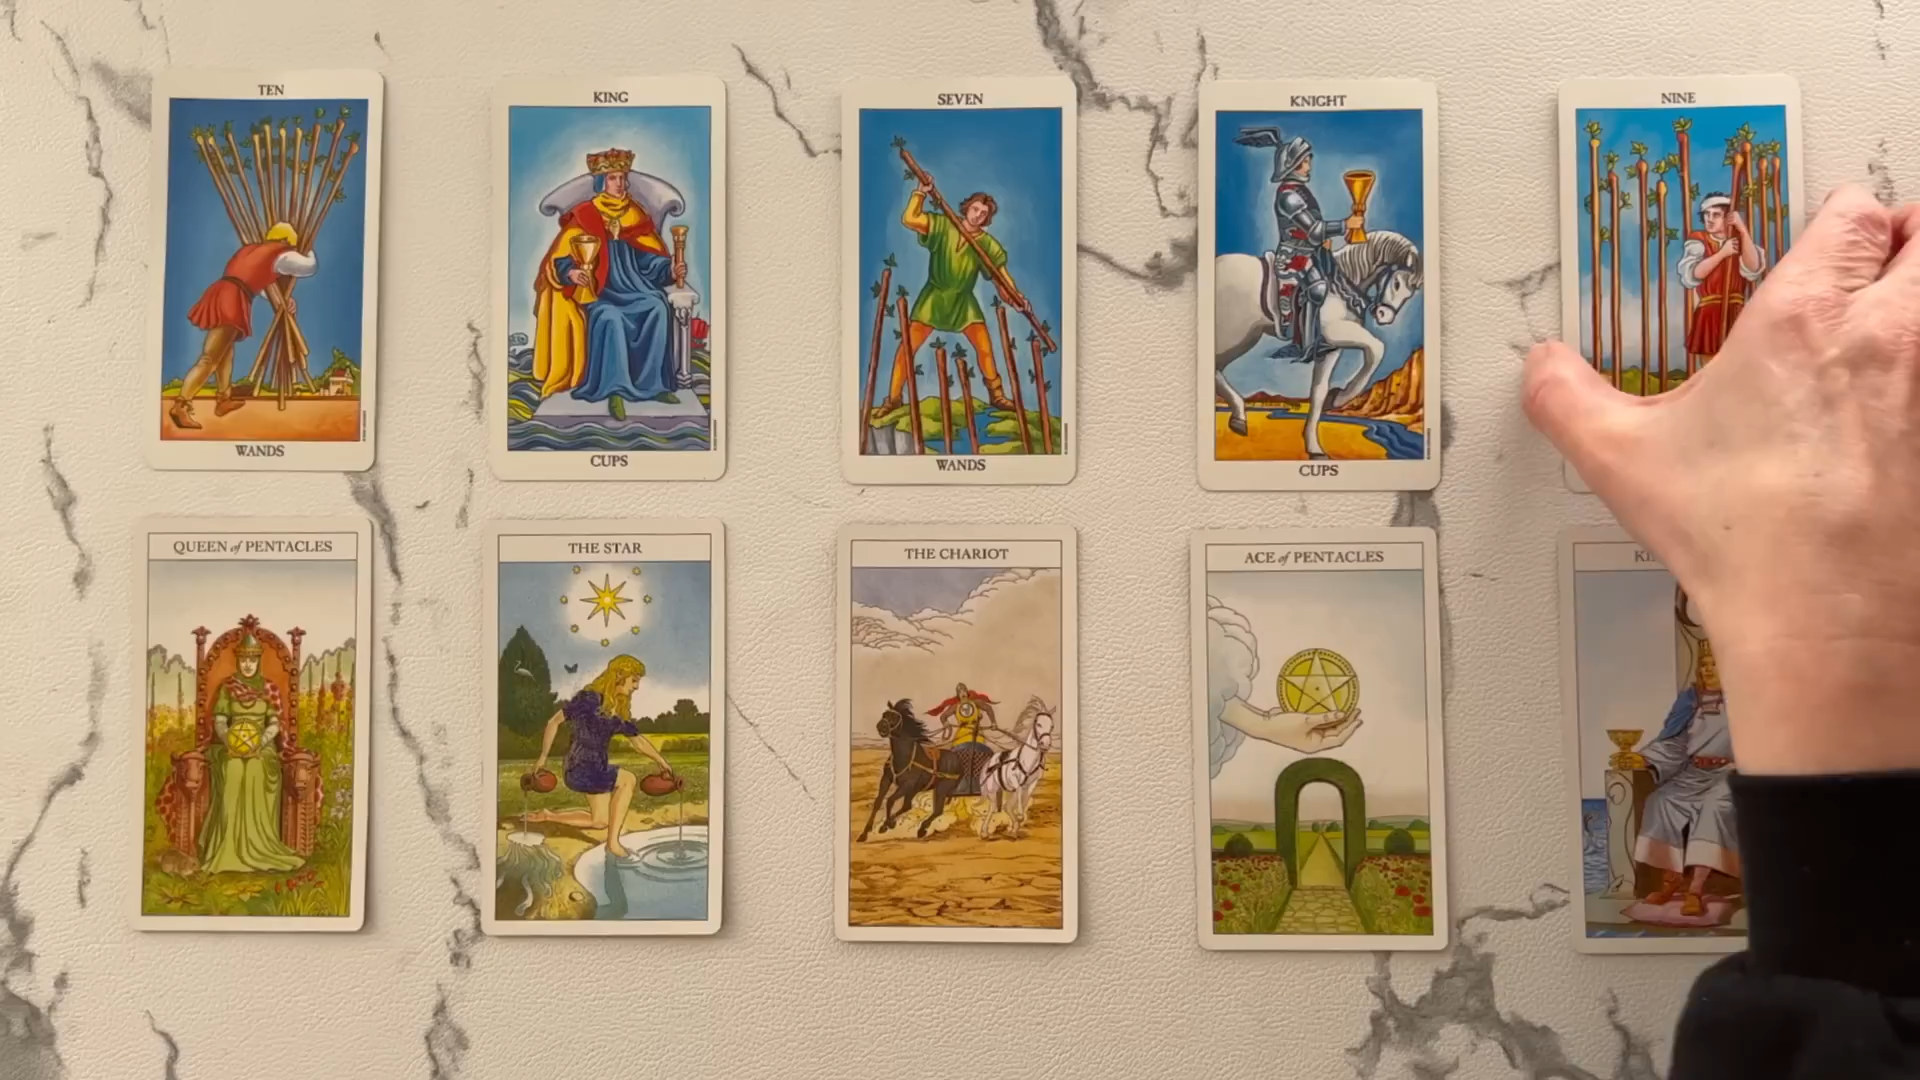 TEN
KING
SEVEN
KNIGHT
NINE
WANDS
CUPS
WANDS
CUPS
QUEEN of PENTACLES
THE STAR
THE CHARIOT
ACE of PENTACLES